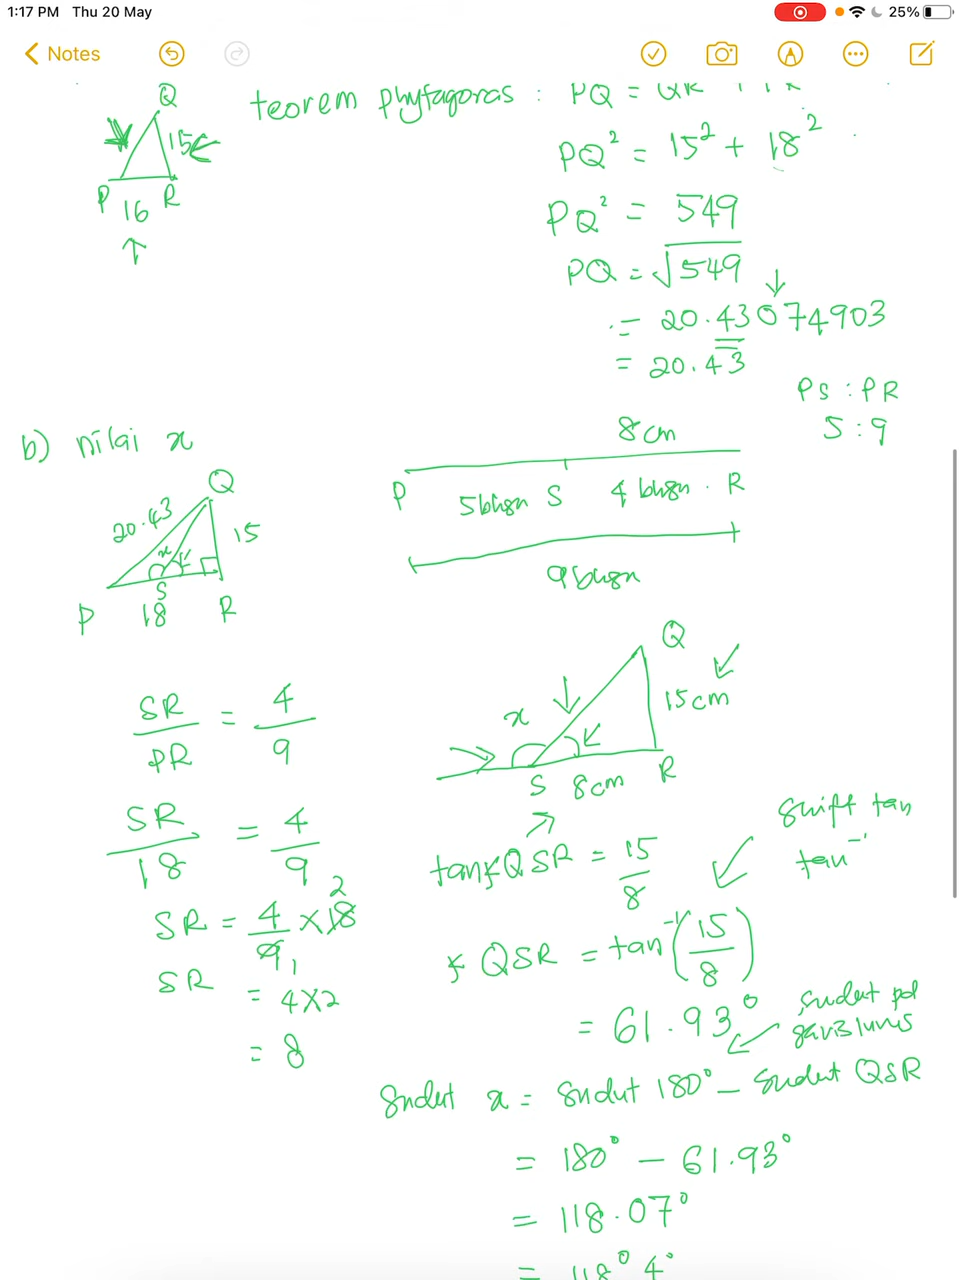 1:17 PM Thu 20 May
25%
Notes
Q
15
P 16 R
teorem phytagoras :
PQ² = 15² + 18²
PQ² = 549
PQ = √549
= 20.43074903
= 20.43
PS : PR
5 : 9
b) nilai x
Q
20.43
15
x
S
P 18 R
8cm
P S R
SR/PR = 4/9
SR/18 = 4/9
SR = 4/9 × 18
2
1
SR = 4×2
= 8
Q
15cm
x
S 8cm R
tan∡QSR = 15/8
shift tan
tan⁻¹
∡QSR = tan⁻¹(15/8)
= 61.93°
sudut pd
garis lurus
Sudut x = Sudut 180° - Sudut QSR
= 180° - 61.93°
= 118.07°
= 118° 4'